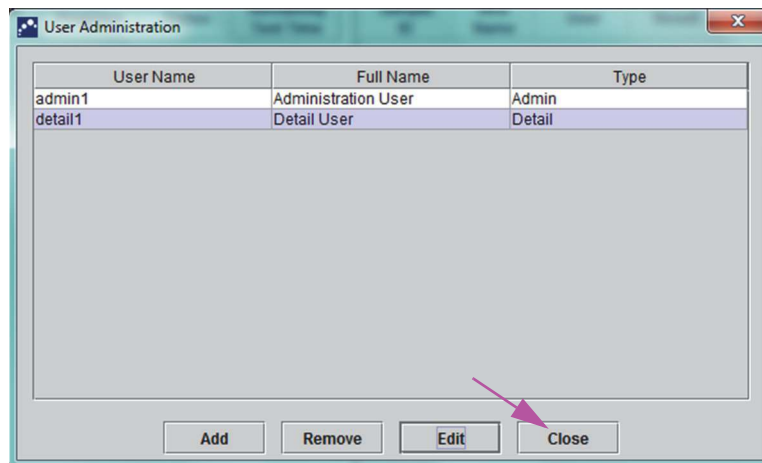 User Administration
User Name Full Name Type
admin1 Administration User Admin
detail1 Detail User Detail
Add Remove Edit Close